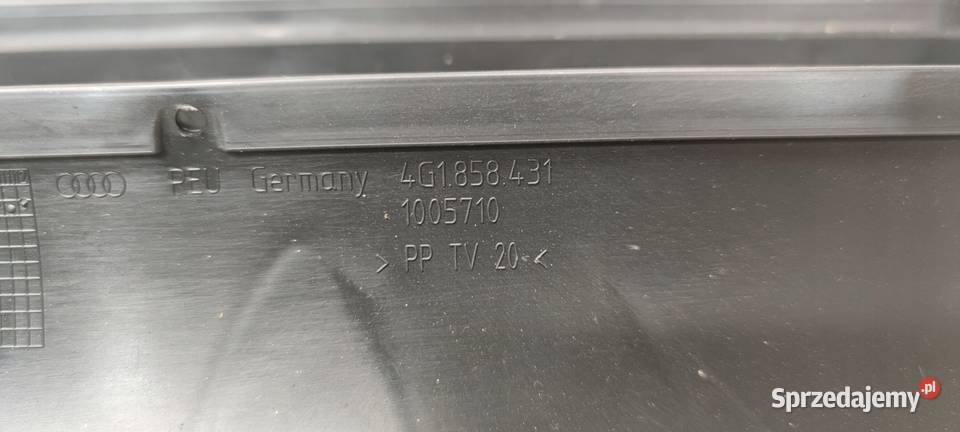 PEU Germany 4G1.858.431
1005710
> PP TV 20 <
Sprzedajemy.pl